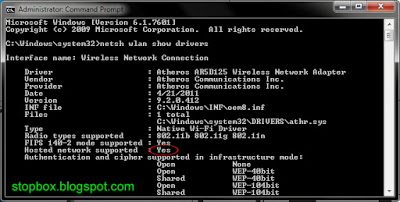 Administrator: Command Prompt
Microsoft Windows [Version 6.1.7601]
Copyright (c) 2009 Microsoft Corporation. All rights reserved.
C:\Windows\system32>netsh wlan show drivers
Interface name: Wireless Network Connection
Driver : Atheros AR5B125 Wireless Network Adapter
Vendor : Atheros Communications Inc.
Provider : Atheros Communications Inc.
Date : 4/21/2011
Version : 9.2.0.412
INF file : C:\Windows\INF\oem8.inf
Files : 1 total
C:\Windows\system32\DRIVERS\athr.sys
Type : Native Wi-Fi Driver
Radio types supported : 802.11b 802.11g 802.11n
FIPS 140-2 mode supported : Yes
Hosted network supported : Yes
Authentication and cipher supported in infrastructure mode:
Open None
Open WEP-40bit
Shared WEP-40bit
Open WEP-104bit
Shared WEP-104bit
stopbox.blogspot.com